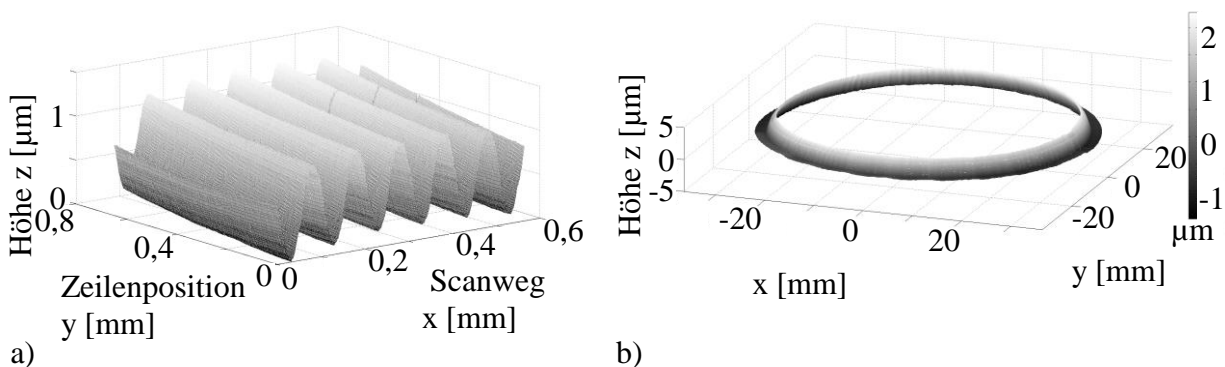 Höhe z [µm]
1
0
0,8
0,4
0
0
0,2
0,4
0,6
Zeilenposition
y [mm]
Scanweg
x [mm]
a)
Höhe z [µm]
5
0
-5
-20
0
20
x [mm]
-20
0
20
y [mm]
2
1
0
-1
µm
b)